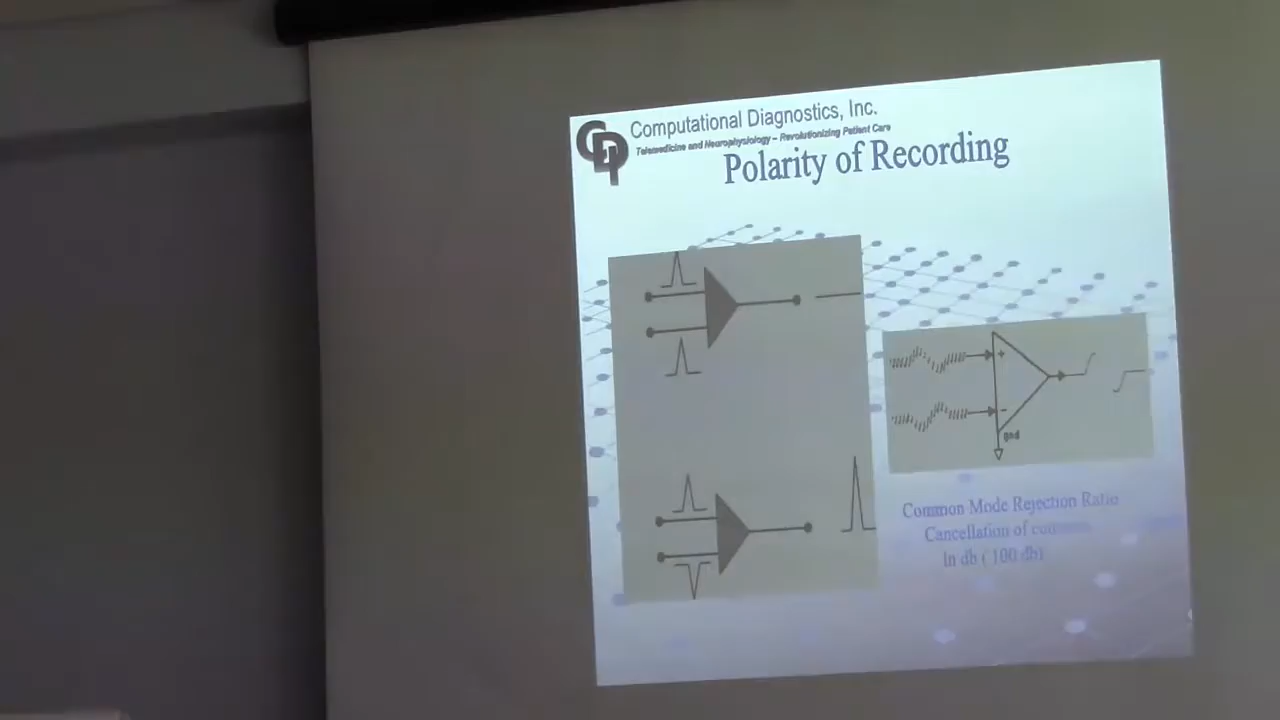 CDI
Computational Diagnostics, Inc.
Telemedicine and Neurophysiology – Revolutionizing Patient Care
Polarity of Recording
+
-
gnd
Common Mode Rejection Ratio
Cancellation of
In db ( 100 db)